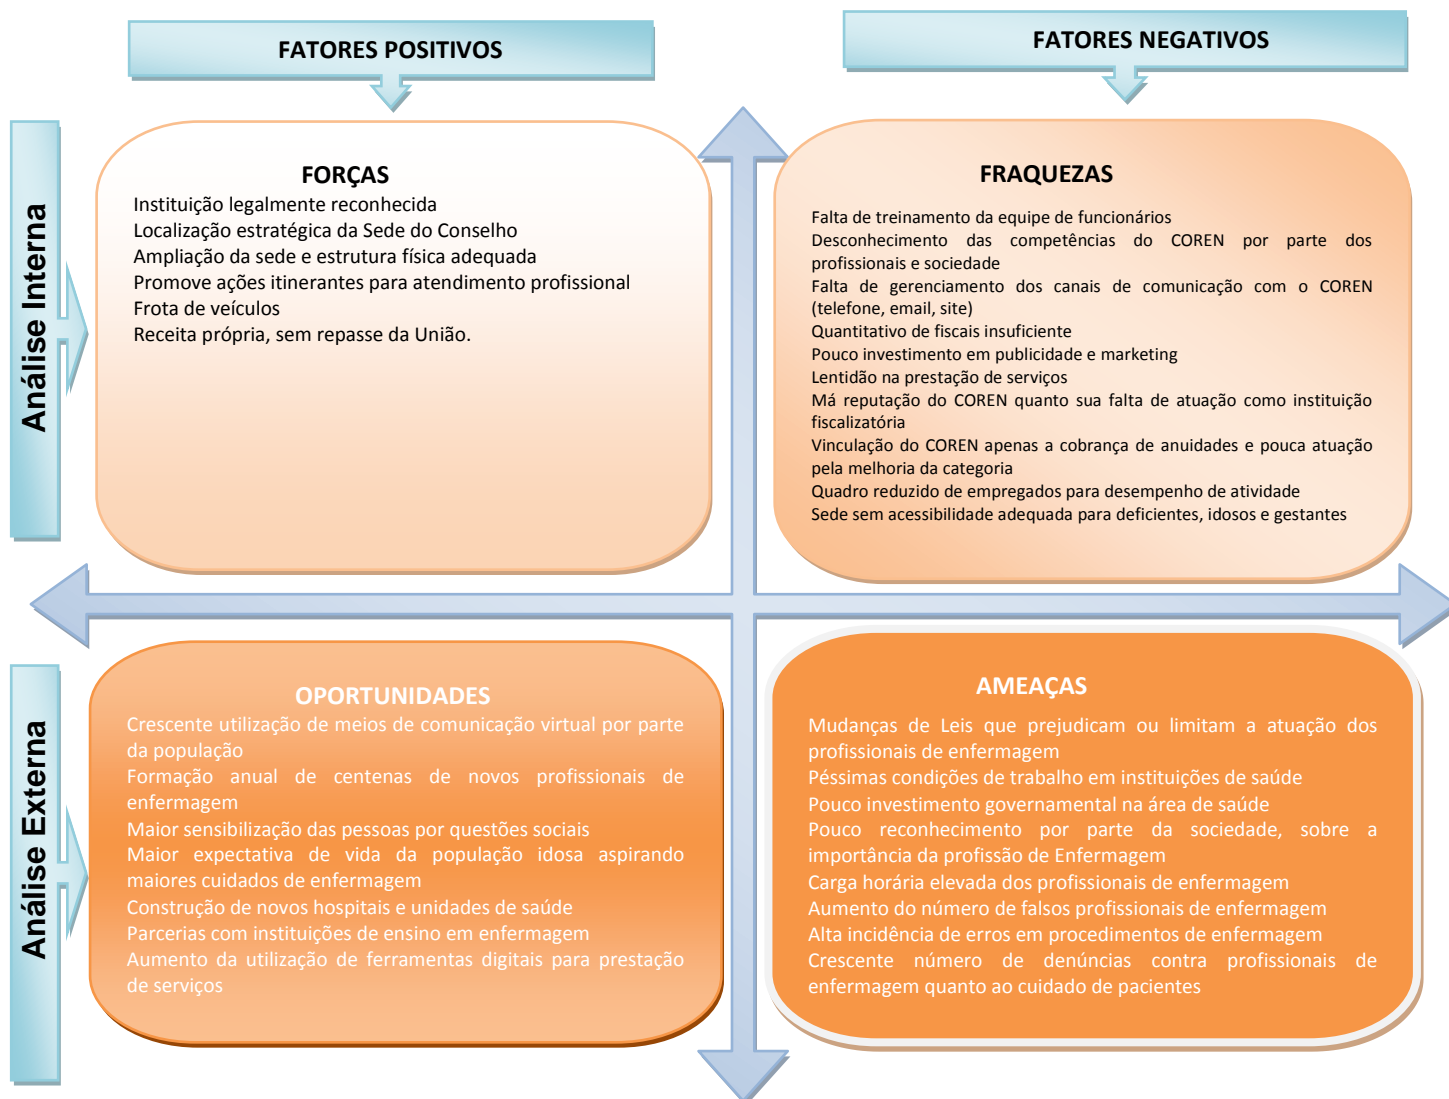 FATORES POSITIVOS
FATORES NEGATIVOS
Análise Interna
FORÇAS
Instituição legalmente reconhecida
Localização estratégica da Sede do Conselho
Ampliação da sede e estrutura física adequada
Promove ações itinerantes para atendimento profissional
Frota de veículos
Receita própria, sem repasse da União.
FRAQUEZAS
Falta de treinamento da equipe de funcionários
Desconhecimento das competências do COREN por parte dos
profissionais e sociedade
Falta de gerenciamento dos canais de comunicação com o COREN
(telefone, email, site)
Quantitativo de fiscais insuficiente
Pouco investimento em publicidade e marketing
Lentidão na prestação de serviços
Má reputação do COREN quanto sua falta de atuação como instituição
fiscalizatória
Vinculação do COREN apenas a cobrança de anuidades e pouca atuação
pela melhoria da categoria
Quadro reduzido de empregados para desempenho de atividade
Sede sem acessibilidade adequada para deficientes, idosos e gestantes
Análise Externa
OPORTUNIDADES
Crescente utilização de meios de comunicação virtual por parte
da população
Formação anual de centenas de novos profissionais de
enfermagem
Maior sensibilização das pessoas por questões sociais
Maior expectativa de vida da população idosa aspirando
maiores cuidados de enfermagem
Construção de novos hospitais e unidades de saúde
Parcerias com instituições de ensino em enfermagem
Aumento da utilização de ferramentas digitais para prestação
de serviços
AMEAÇAS
Mudanças de Leis que prejudicam ou limitam a atuação dos
profissionais de enfermagem
Péssimas condições de trabalho em instituições de saúde
Pouco investimento governamental na área de saúde
Pouco reconhecimento por parte da sociedade, sobre a
importância da profissão de Enfermagem
Carga horária elevada dos profissionais de enfermagem
Aumento do número de falsos profissionais de enfermagem
Alta incidência de erros em procedimentos de enfermagem
Crescente número de denúncias contra profissionais de
enfermagem quanto ao cuidado de pacientes